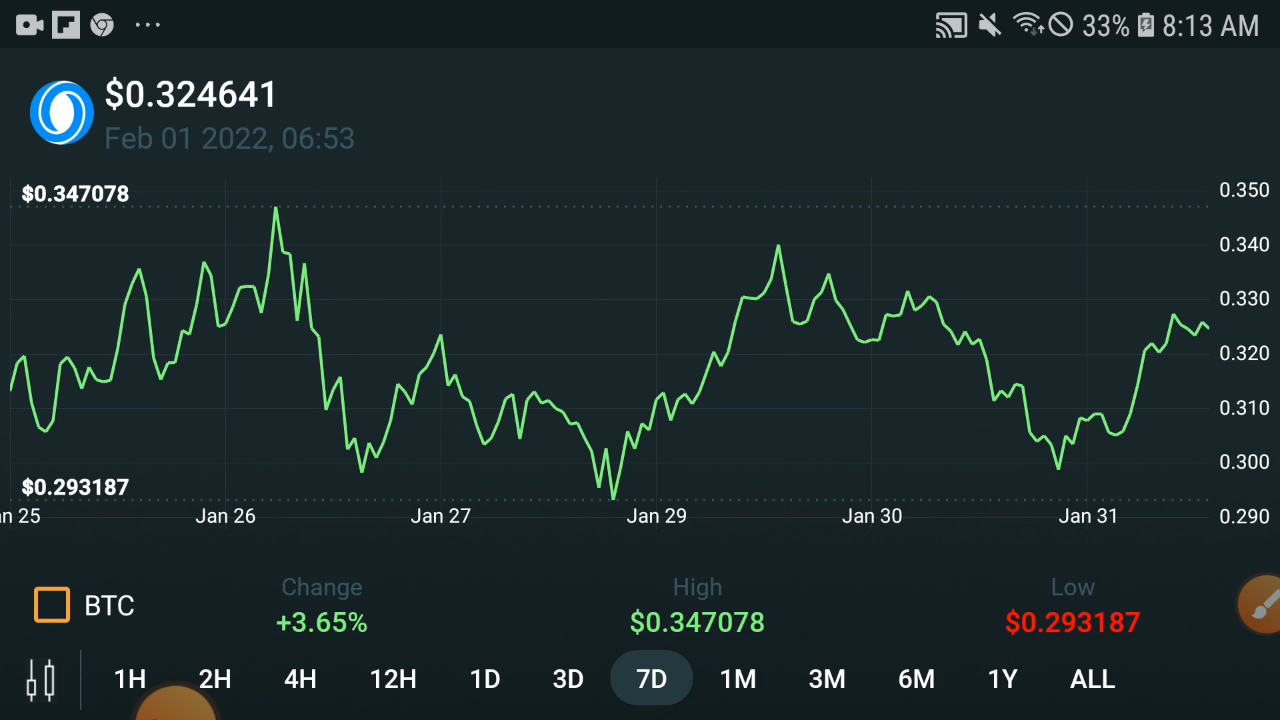 33% 8:13 AM
$0.324641
Feb 01 2022, 06:53
$0.347078
0.350
0.340
0.330
0.320
0.310
0.300
$0.293187
0.290
n 25 Jan 26 Jan 27 Jan 29 Jan 30 Jan 31
Change High Low
BTC +3.65% $0.347078 $0.293187
1H 2H 4H 12H 1D 3D 7D 1M 3M 6M 1Y ALL